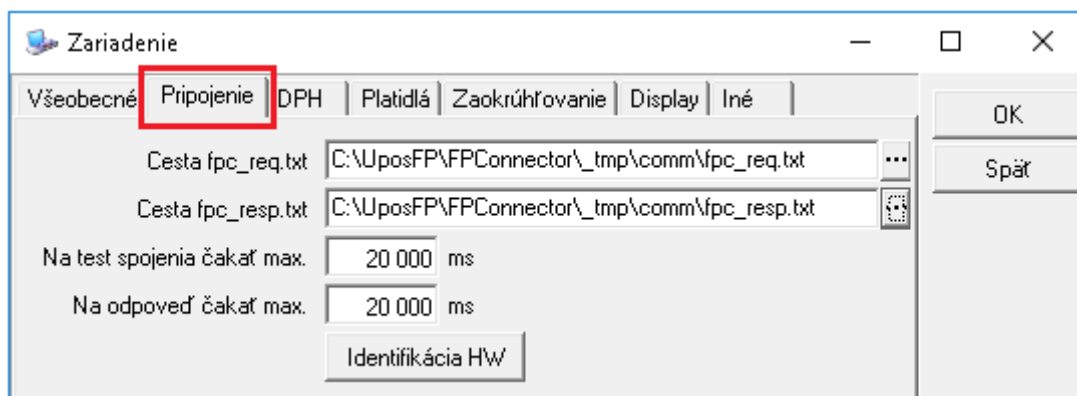 Zariadenie
Všeobecné Pripojenie DPH Platidlá Zaokrúhľovanie Display Iné
OK
Cesta fpc_req.txt C:\UposFP\FPConnector\_tmp\comm\fpc_req.txt ...
Späť
Cesta fpc_resp.txt C:\UposFP\FPConnector\_tmp\comm\fpc_resp.txt ...
Na test spojenia čakať max. 20 000 ms
Na odpoveď čakať max. 20 000 ms
Identifikácia HW